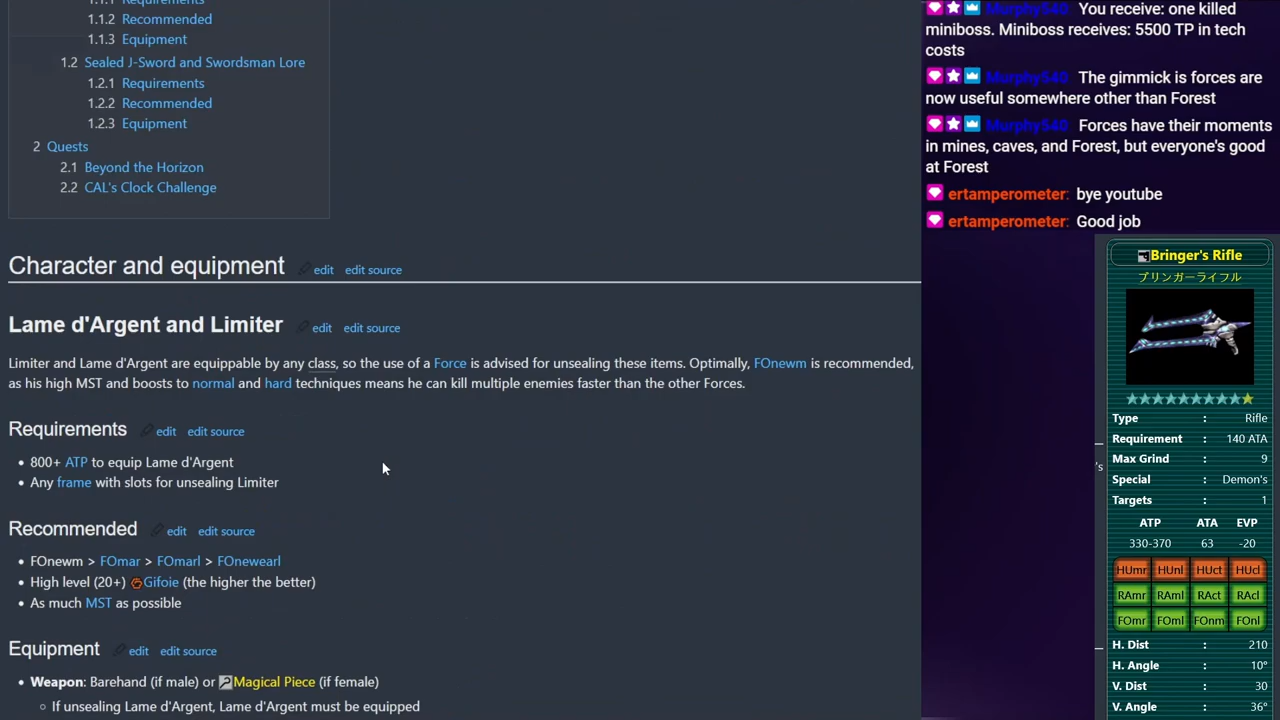 1.1.1 Requirements
1.1.2 Recommended
1.1.3 Equipment
1.2 Sealed J-Sword and Swordsman Lore
1.2.1 Requirements
1.2.2 Recommended
1.2.3 Equipment
2 Quests
2.1 Beyond the Horizon
2.2 CAL's Clock Challenge
Character and equipment edit edit source
Lame d'Argent and Limiter edit edit source
Limiter and Lame d'Argent are equippable by any class, so the use of a Force is advised for unsealing these items. Optimally, FOnewm is recommended,
as his high MST and boosts to normal and hard techniques means he can kill multiple enemies faster than the other Forces.
Requirements edit edit source
800+ ATP to equip Lame d'Argent
Any frame with slots for unsealing Limiter
Recommended edit edit source
FOnewm > FOmar > FOmarl > FOnewearl
High level (20+) Gifoie (the higher the better)
As much MST as possible
Equipment edit edit source
Weapon: Barehand (if male) or Magical Piece (if female)
If unsealing Lame d'Argent, Lame d'Argent must be equipped
Murphy540 You receive: one killed
miniboss. Miniboss receives: 5500 TP in tech
costs
Murphy540 The gimmick is forces are
now useful somewhere other than Forest
Murphy540 Forces have their moments
in mines, caves, and Forest, but everyone's good
at Forest
ertamperometer: bye youtube
ertamperometer: Good job
's
Bringer's Rifle
ブリンガーライフル
Type : Rifle
Requirement : 140 ATA
Max Grind : 9
Special : Demon's
Targets : 1
ATP ATA EVP
330-370 63 -20
HUmr HUnl HUct HUcl
RAmr RAml RAct RAcl
FOmr FOml FOnm FOnl
H. Dist : 210
H. Angle : 10°
V. Dist : 30
V. Angle : 36°